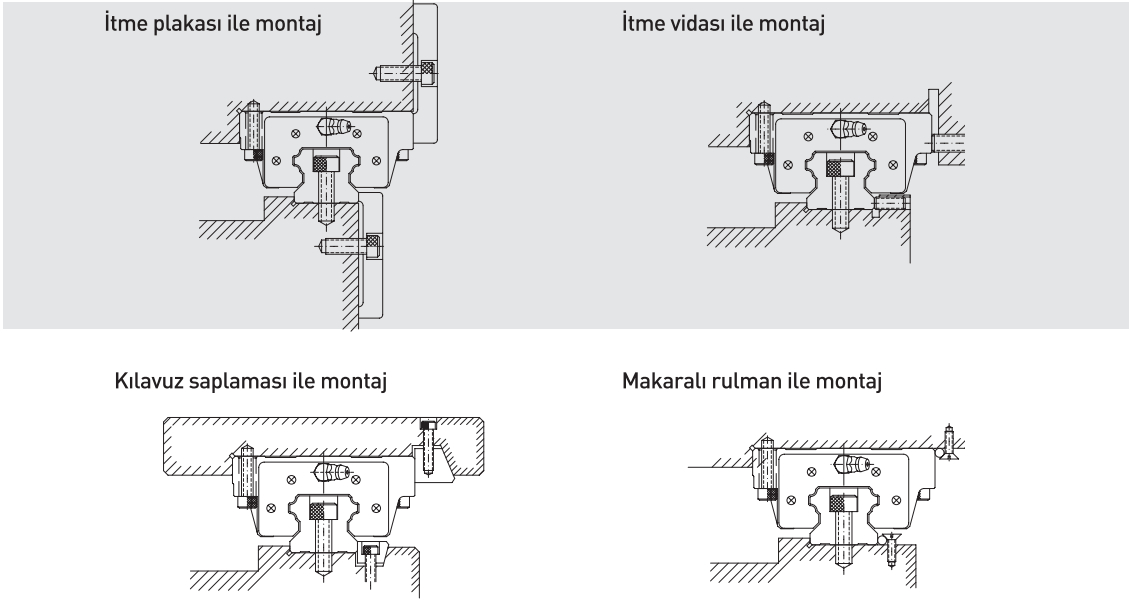 İtme plakası ile montaj
İtme vidası ile montaj
Kılavuz saplaması ile montaj
Makaralı rulman ile montaj